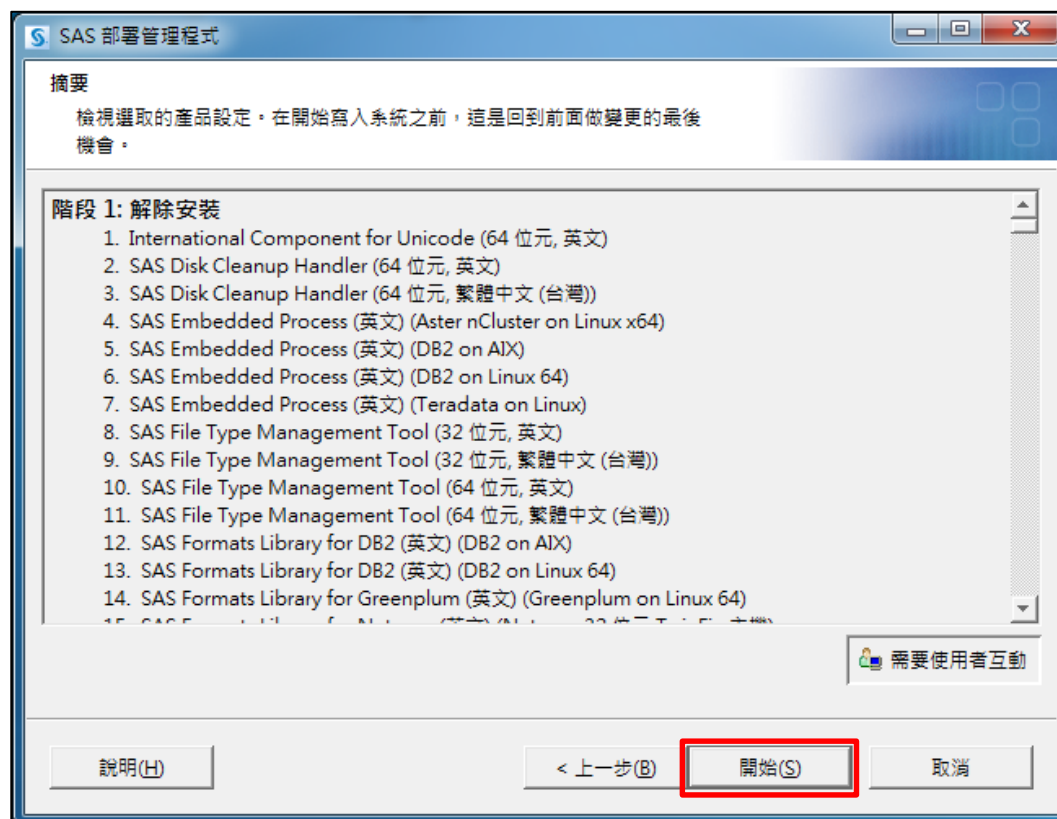 SAS 部署管理程式
摘要
檢視選取的產品設定。在開始寫入系統之前，這是回到前面做變更的最後
機會。
階段 1: 解除安裝
1. International Component for Unicode (64 位元, 英文)
2. SAS Disk Cleanup Handler (64 位元, 英文)
3. SAS Disk Cleanup Handler (64 位元, 繁體中文 (台灣))
4. SAS Embedded Process (英文) (Aster nCluster on Linux x64)
5. SAS Embedded Process (英文) (DB2 on AIX)
6. SAS Embedded Process (英文) (DB2 on Linux 64)
7. SAS Embedded Process (英文) (Teradata on Linux)
8. SAS File Type Management Tool (32 位元, 英文)
9. SAS File Type Management Tool (32 位元, 繁體中文 (台灣))
10. SAS File Type Management Tool (64 位元, 英文)
11. SAS File Type Management Tool (64 位元, 繁體中文 (台灣))
12. SAS Formats Library for DB2 (英文) (DB2 on AIX)
13. SAS Formats Library for DB2 (英文) (DB2 on Linux 64)
14. SAS Formats Library for Greenplum (英文) (Greenplum on Linux 64)
需要使用者互動
說明(H)
< 上一步(B)
開始(S)
取消